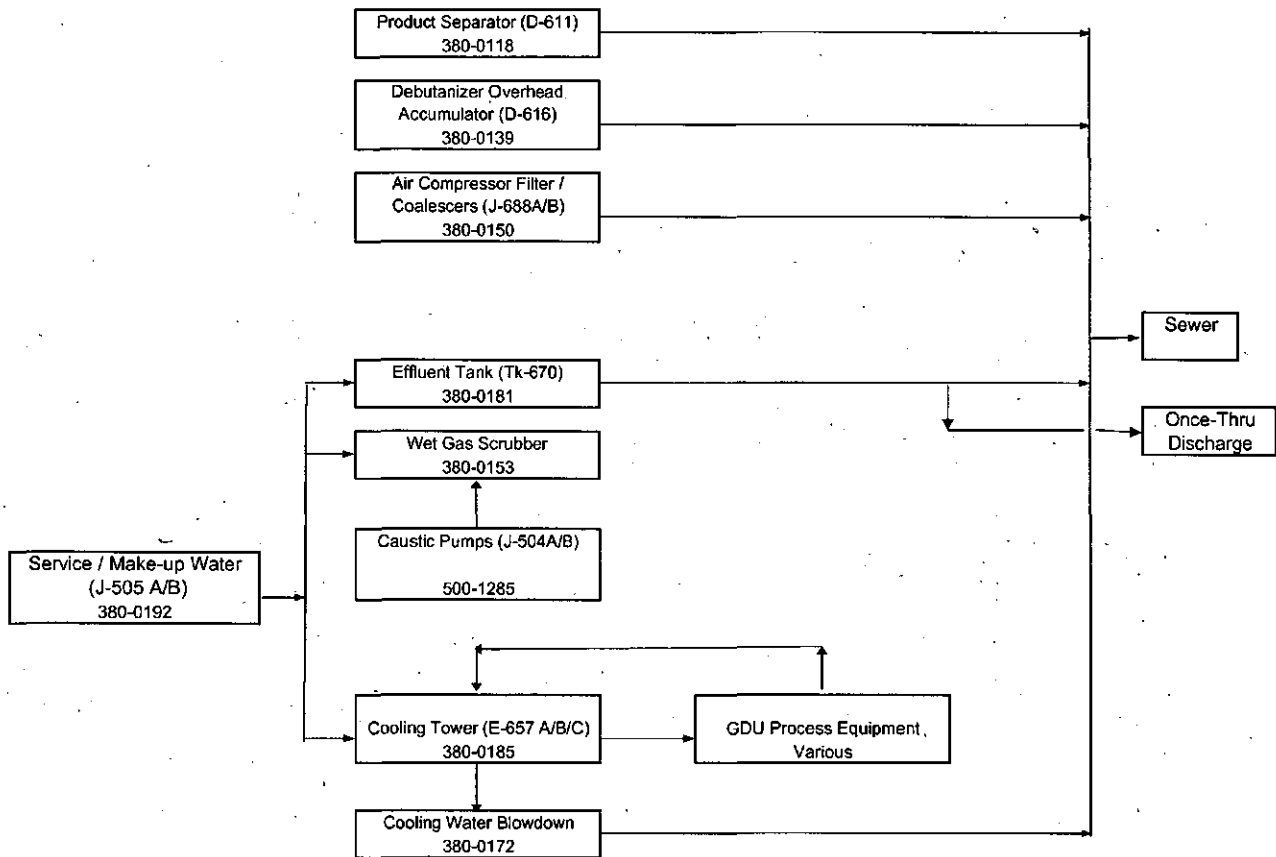 Product Separator (D-611)
380-0118
Debutanizer Overhead
Accumulator (D-616)
380-0139
Air Compressor Filter /
Coalescers (J-688A/B)
380-0150
Sewer
Effluent Tank (Tk-670)
380-0181
Once-Thru
Discharge
Wet Gas Scrubber
380-0153
Caustic Pumps (J-504A/B)
500-1285
Service / Make-up Water
(J-505 A/B)
380-0192
Cooling Tower (E-657 A/B/C)
380-0185
GDU Process Equipment,
Various
Cooling Water Blowdown
380-0172